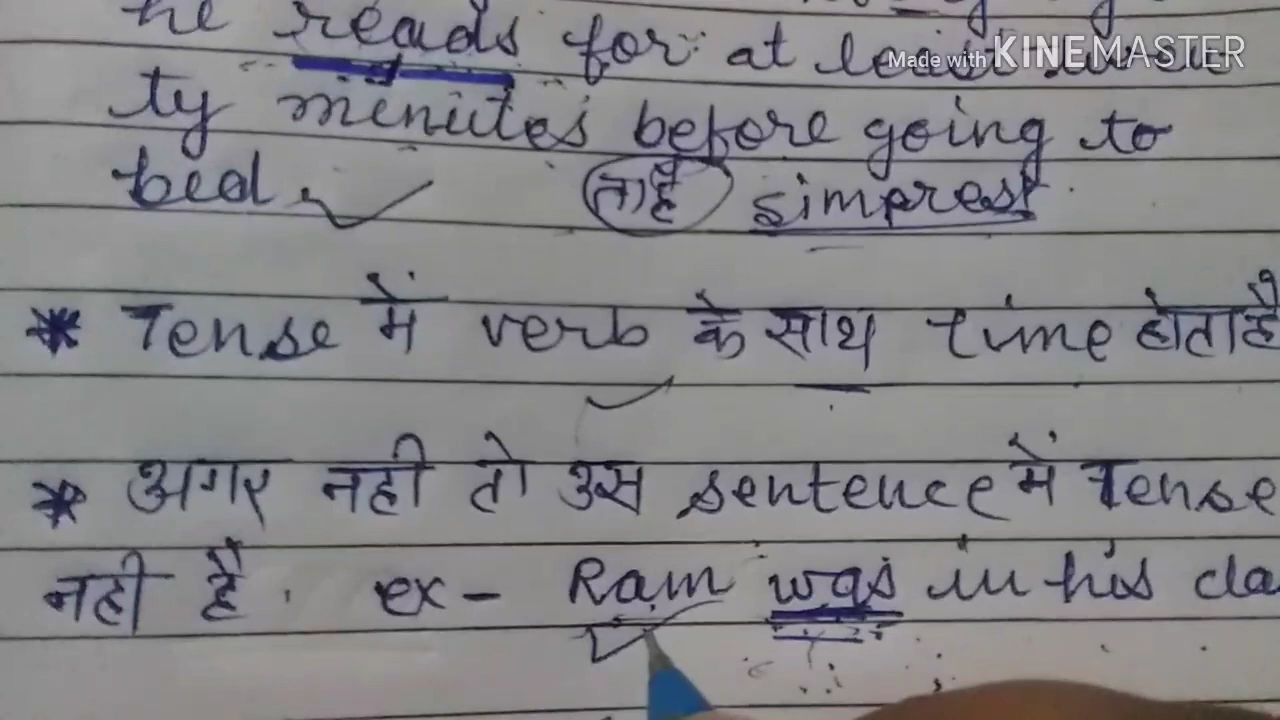 he reads for at least
Made with KINEMASTER
ty minutes before going to
bed. ता है simprest
* Tense में verb के साथ time होता है
* अगर नही तो उस sentence में Tense
नही है. ex- Ram was in his cla